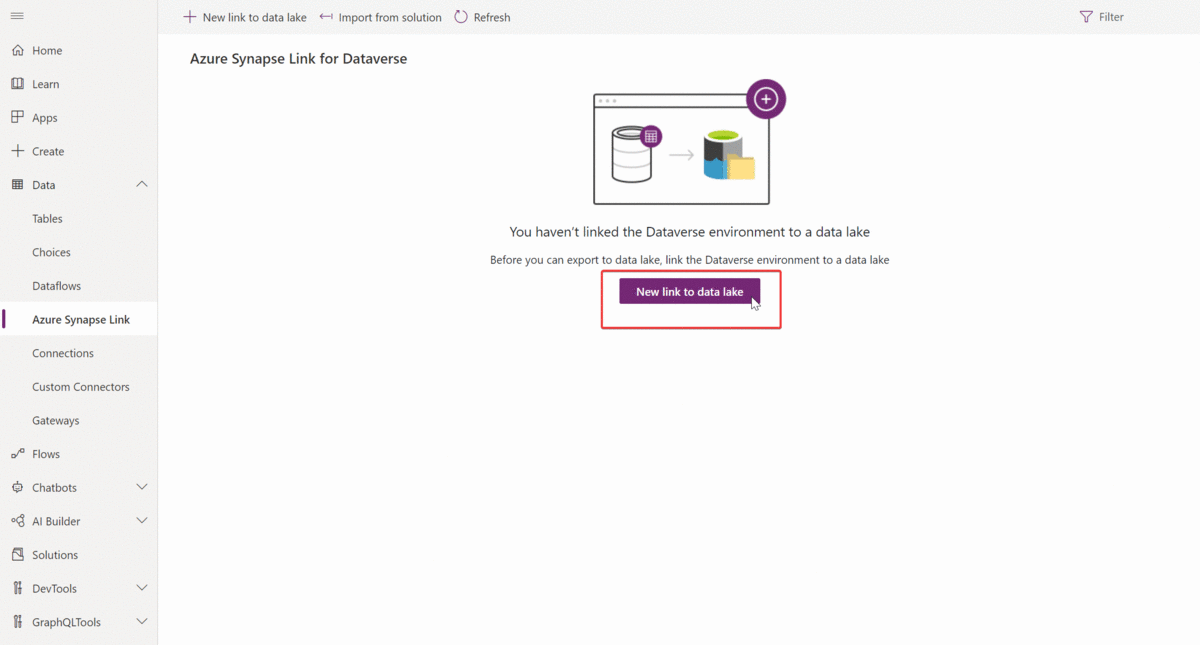 New link to data lake
Import from solution
Refresh
Filter
Home
Learn
Apps
Create
Data
Tables
Choices
Dataflows
Azure Synapse Link
Connections
Custom Connectors
Gateways
Flows
Chatbots
AI Builder
Solutions
DevTools
GraphQLTools
Azure Synapse Link for Dataverse
You haven't linked the Dataverse environment to a data lake
Before you can export to data lake, link the Dataverse environment to a data lake
New link to data lake